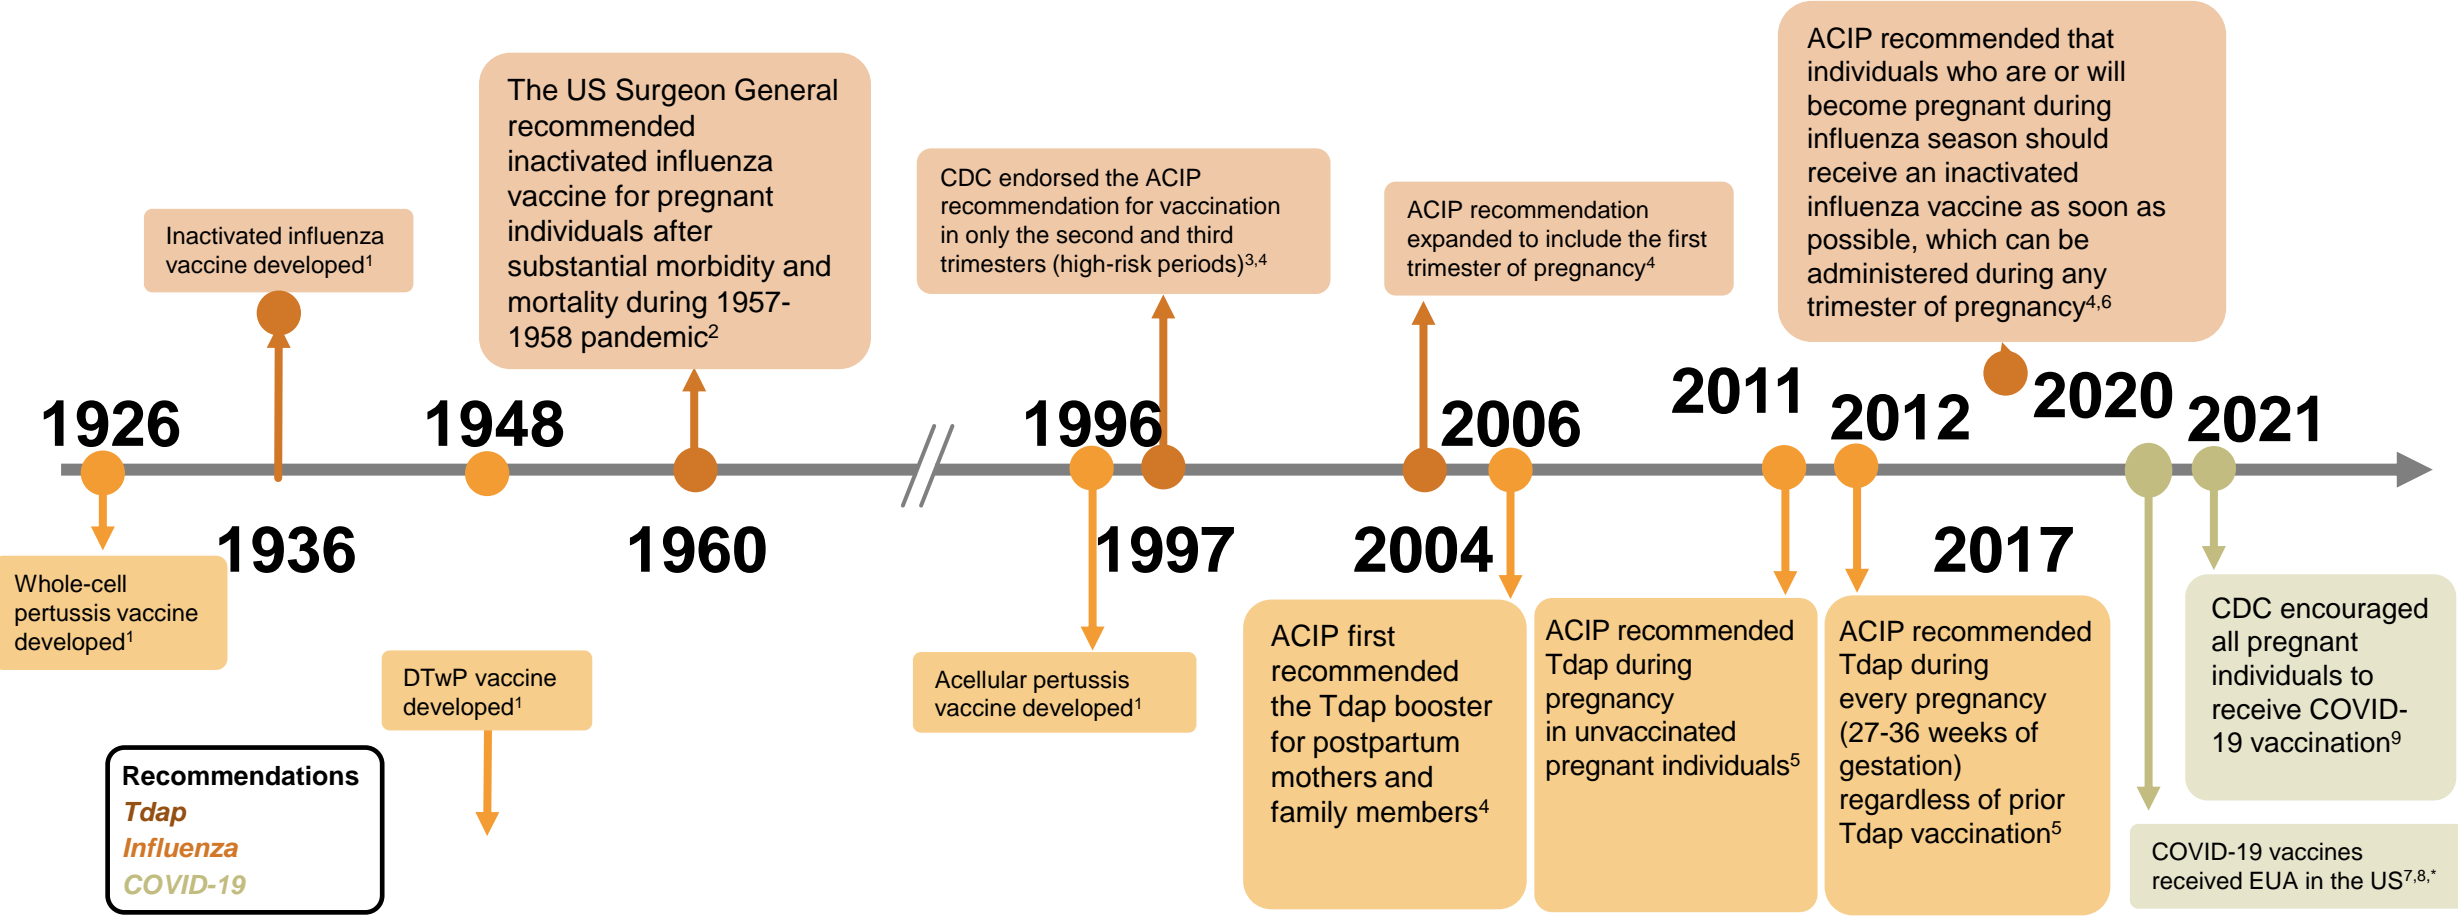 ACIP recommended that
individuals who are or will
become pregnant during
influenza season should
receive an inactivated
influenza vaccine as soon as
possible, which can be
administered during any
trimester of pregnancy4,6
The US Surgeon General
recommended
inactivated influenza
vaccine for pregnant
individuals after
substantial morbidity and
mortality during 1957-
1958 pandemic2
CDC endorsed the ACIP
recommendation for vaccination
in only the second and third
trimesters (high-risk periods)3,4
ACIP recommendation
expanded to include the first
trimester of pregnancy4
Inactivated influenza
vaccine developed1
1926
1948
1996
2006
2011
2012
2020
2021
1936
1960
1997
2004
2017
Whole-cell
pertussis vaccine
developed1
DTwP vaccine
developed1
Acellular pertussis
vaccine developed1
ACIP first
recommended
the Tdap booster
for postpartum
mothers and
family members4
ACIP recommended
Tdap during
pregnancy
in unvaccinated
pregnant individuals5
ACIP recommended
Tdap during
every pregnancy
(27-36 weeks of
gestation)
regardless of prior
Tdap vaccination5
CDC encouraged
all pregnant
individuals to
receive COVID-
19 vaccination9
COVID-19 vaccines
received EUA in the US7,8,*
Recommendations
Tdap
Influenza
COVID-19